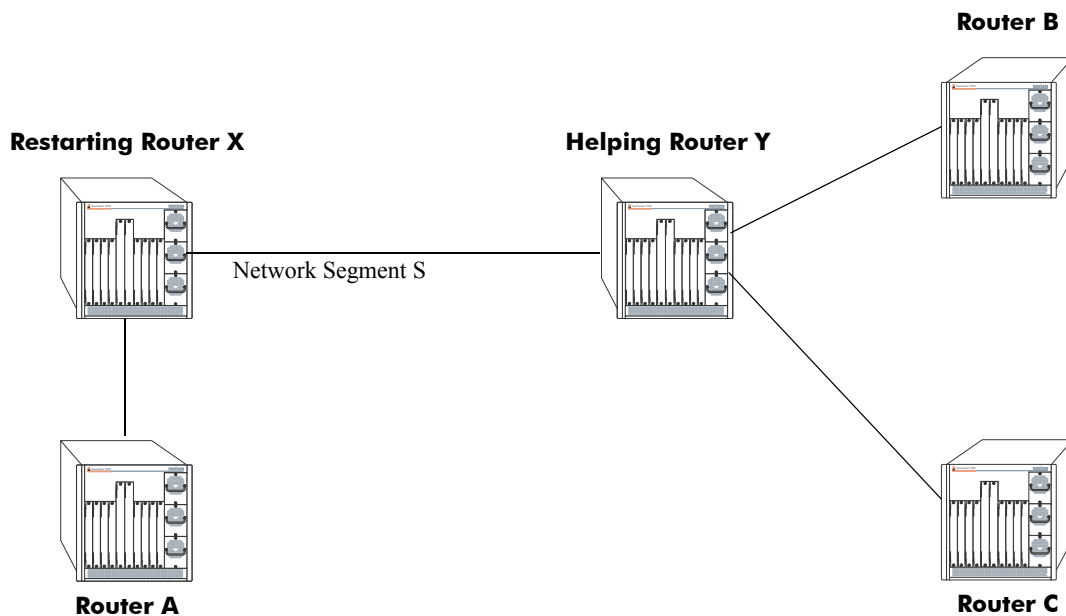 Router B
Restarting Router X
Helping Router Y
Network Segment S
Router A
Router C